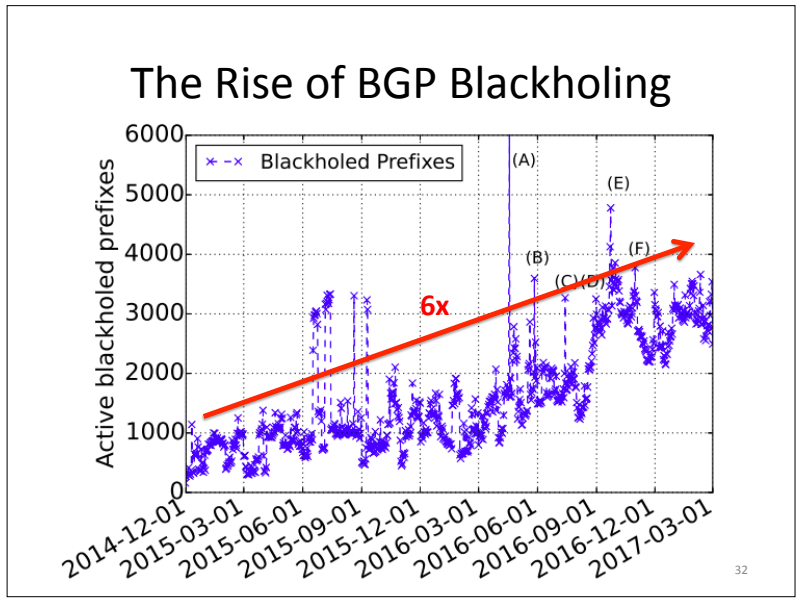 The Rise of BGP Blackholing
Active blackholed prefixes
6000
5000
4000
3000
2000
1000
0
Blackholed Prefixes
(A)
(B)
(C)
(D)
(E)
(F)
6x
2014-12-01
2015-03-01
2015-06-01
2015-09-01
2015-12-01
2016-03-01
2016-06-01
2016-09-01
2016-12-01
2017-03-01
32